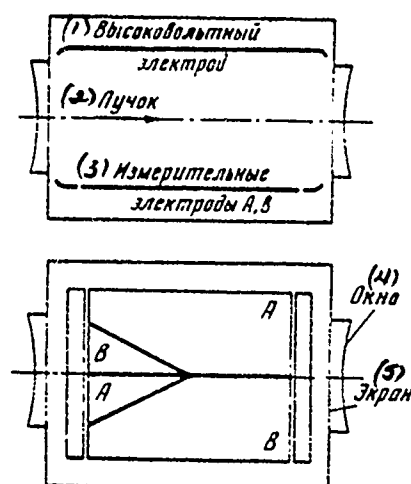 (1) Высоковольтный
электрод
(2) Пучок
(3) Измерительные
электроды А, В
(4)
Окна
А
В
А
(5)
Экран
В